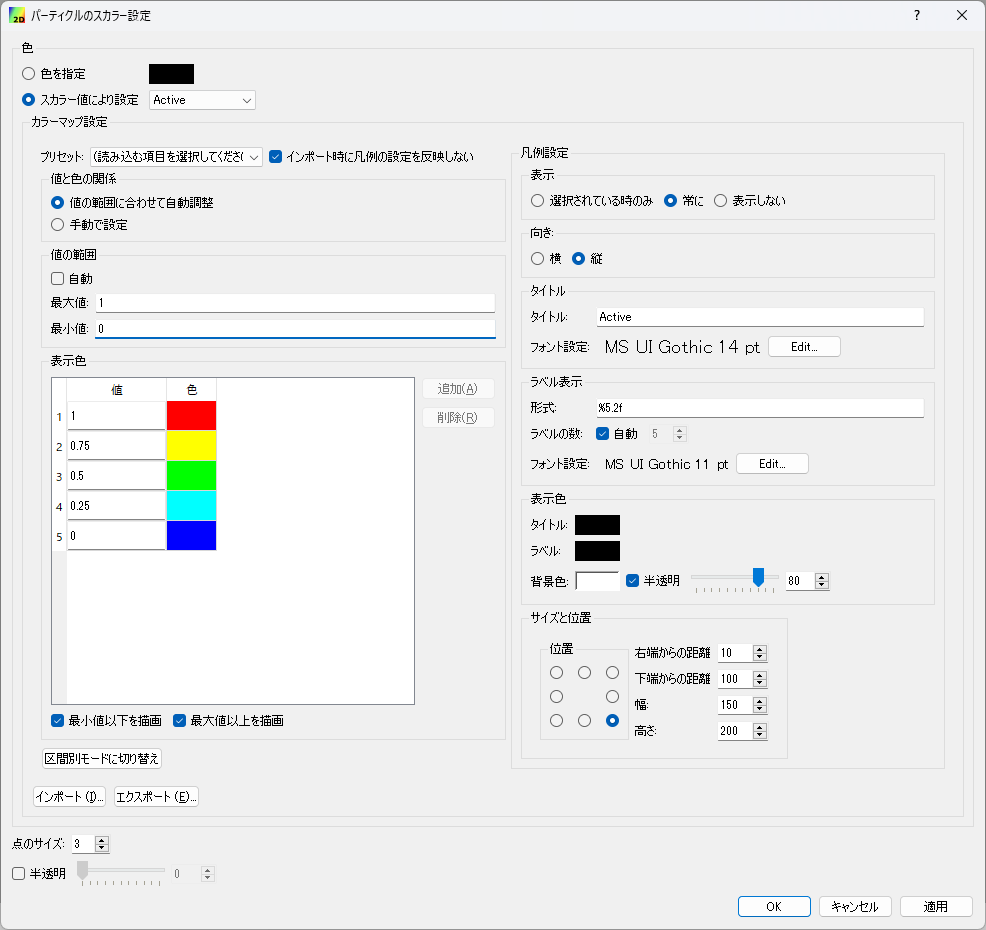 2D パーティクルのスカラー設定
色
色を指定
スカラー値により設定 Active
カラーマップ設定
プリセット: (読み込む項目を選択してくださ インポート時に凡例の設定を反映しない
値と色の関係
値の範囲に合わせて自動調整
手動で設定
値の範囲
自動
最大値: 1
最小値: 0
表示色
値 色
1 1
2 0.75
3 0.5
4 0.25
5 0
追加(A)
削除(R)
最小値以下を描画 最大値以上を描画
区間別モードに切り替え
インポート (I)...
エクスポート (E)...
凡例設定
表示
選択されている時のみ 常に 表示しない
向き:
横 縦
タイトル
タイトル: Active
フォント設定: MS UI Gothic 14 pt Edit...
ラベル表示
形式: %5.2f
ラベルの数: 自動 5
フォント設定: MS UI Gothic 11 pt Edit...
表示色
タイトル:
ラベル:
背景色: 半透明 80
サイズと位置
位置
右端からの距離 10
下端からの距離 100
幅: 150
高さ: 200
点のサイズ: 3
半透明 0
OK キャンセル 適用